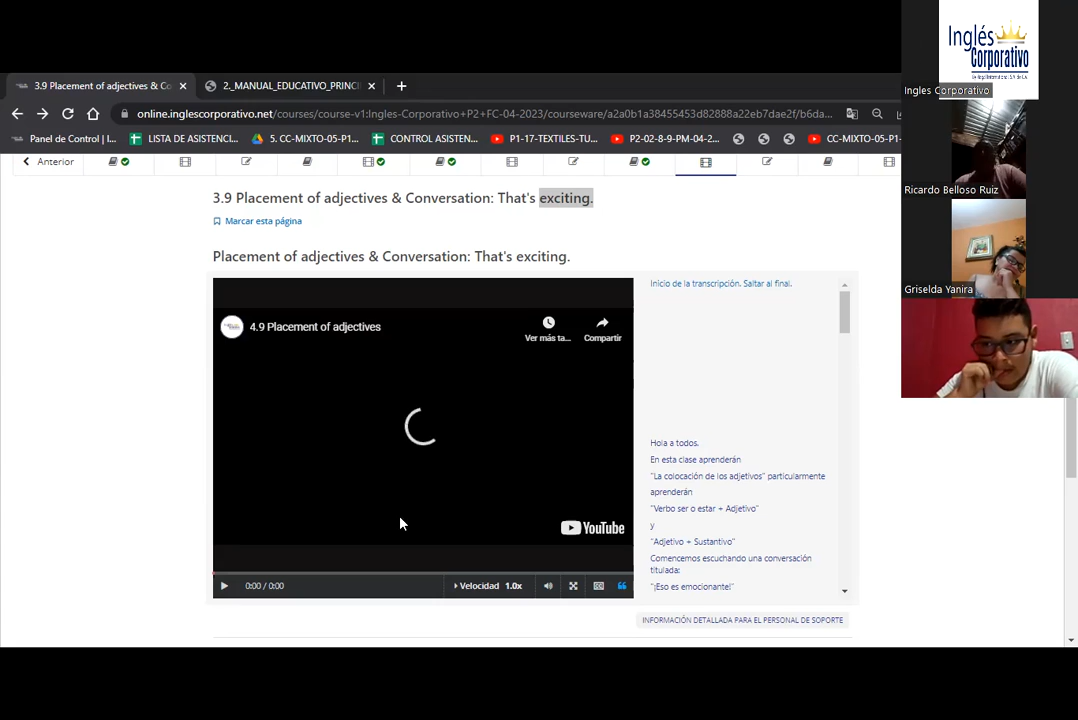 3.9 Placement of adjectives & Co
2._MANUAL_EDUCATIVO_PRINCI
online.inglescorporativo.net/courses/course-v1:Ingles-Corporativo+P2+FC-04-2023/courseware/a2a0b1a38455453d82888a22eb7dae2f/b6da...
Panel de Control | I...
LISTA DE ASISTENCI...
5. CC-MIXTO-05-P1...
CONTROL ASISTEN...
P1-17-TEXTILES-TU...
P2-02-8-9-PM-04-2...
CC-MIXTO-05-P1
Anterior
3.9 Placement of adjectives & Conversation: That's exciting.
Marcar esta página
Placement of adjectives & Conversation: That's exciting.
4.9 Placement of adjectives
Ver más ta...
Compartir
YouTube
0:00 / 0:00
Velocidad 1.0x
Inicio de la transcripción. Saltar al final.
Hola a todos.
En esta clase aprenderán
"La colocación de los adjetivos" particularmente
aprenderán
"Verbo ser o estar + Adjetivo"
y
"Adjetivo + Sustantivo"
Comencemos escuchando una conversación
titulada:
"¡Eso es emocionante!"
INFORMACIÓN DETALLADA PARA EL PERSONAL DE SOPORTE
Inglés
Corporativo
Ingles Corporativo
Ricardo Belloso Ruiz
Griselda Yanira